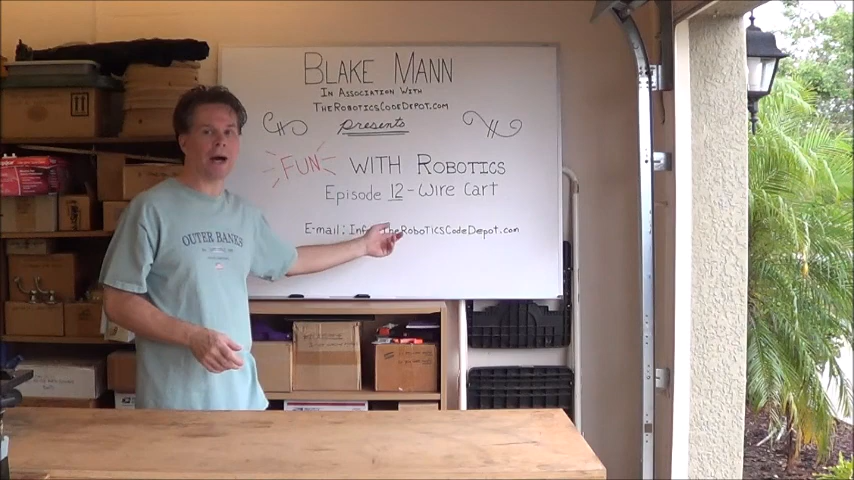 BLAKE MANN
IN ASSOCIATION WITH
THEROBOTICSCODEDEPOT.COM
presents
FUN WITH ROBOTICS
Episode 12 - Wire Cart
E-mail: Inf TheRoboTICSCodeDepot.com
OUTER BANKS